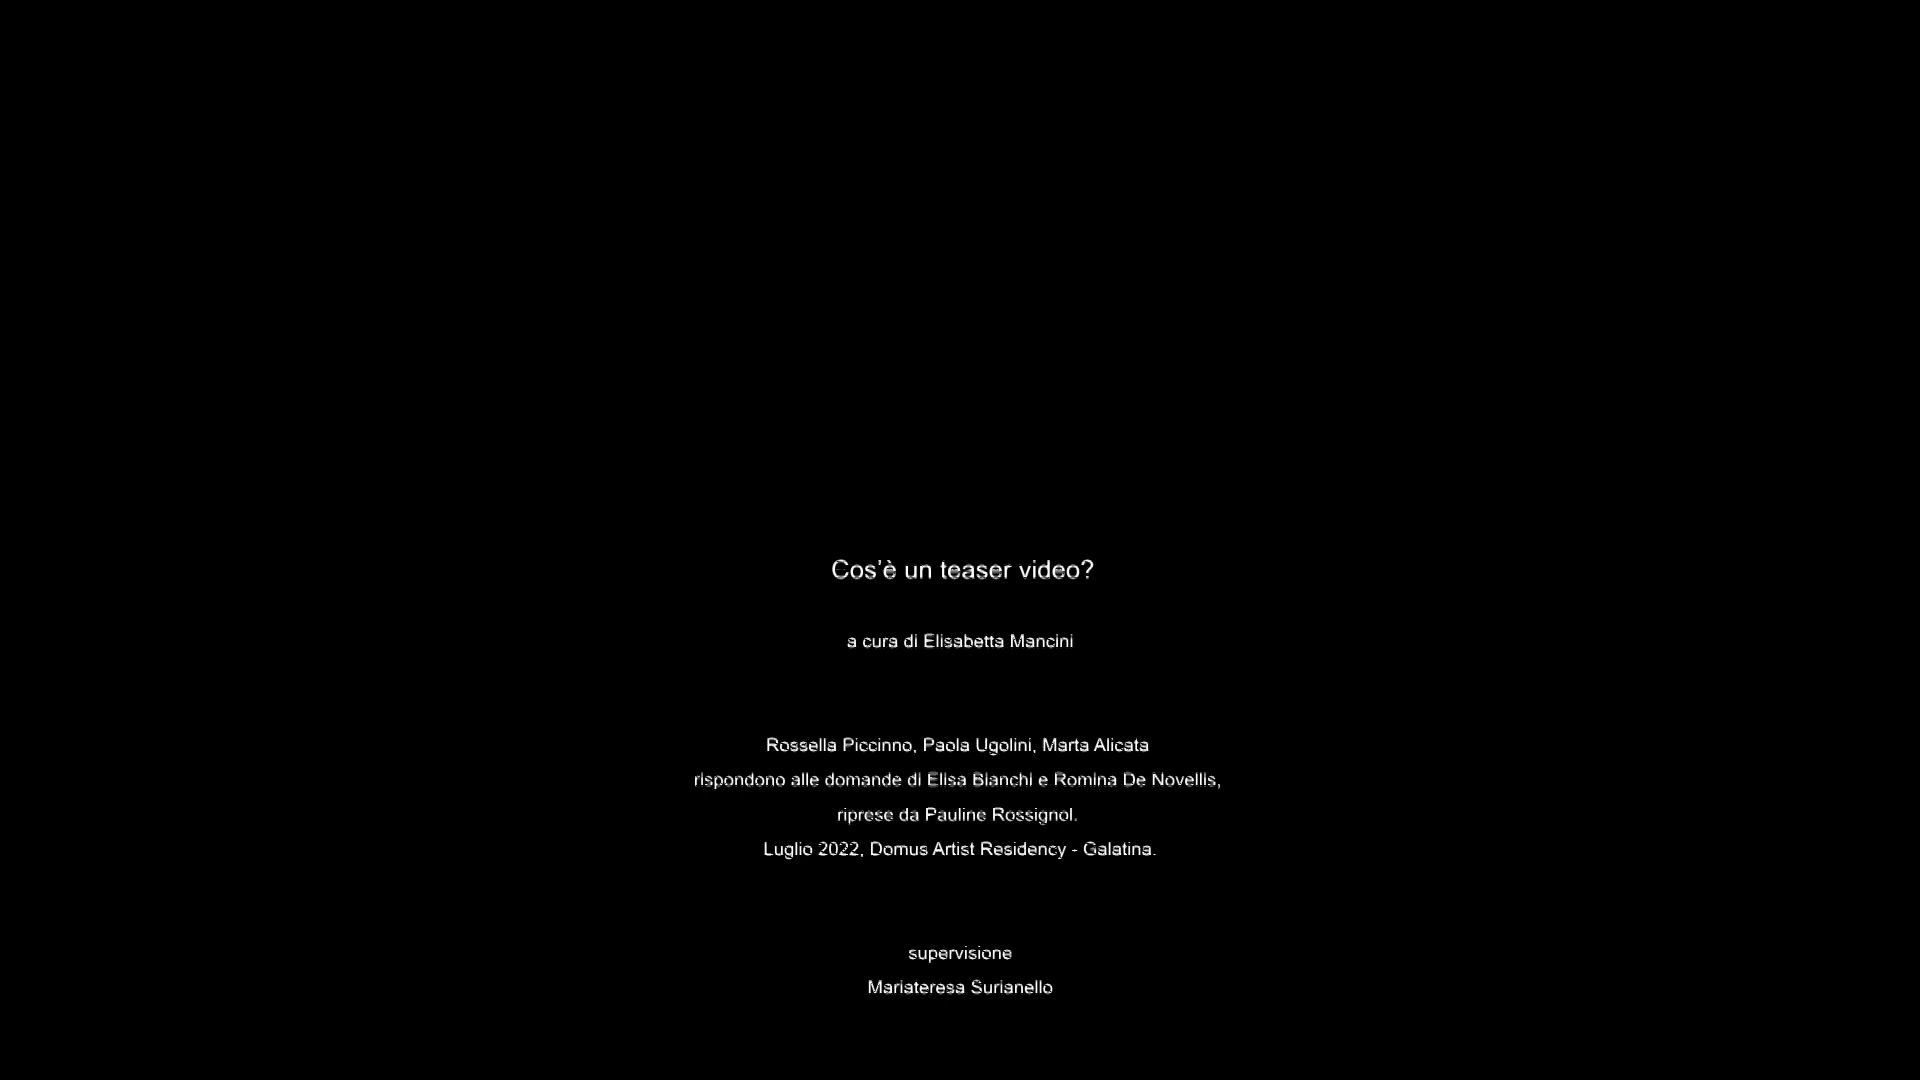 Cos’è un teaser video?
a cura di Elisabetta Mancini
Rossella Piccinno, Paola Ugolini, Marta Alicata
rispondono alle domande di Elisa Bianchi e Romina De Novellis,
riprese da Pauline Rossignol.
Luglio 2022, Domus Artist Residency - Galatina.
supervisione
Mariateresa Surianello